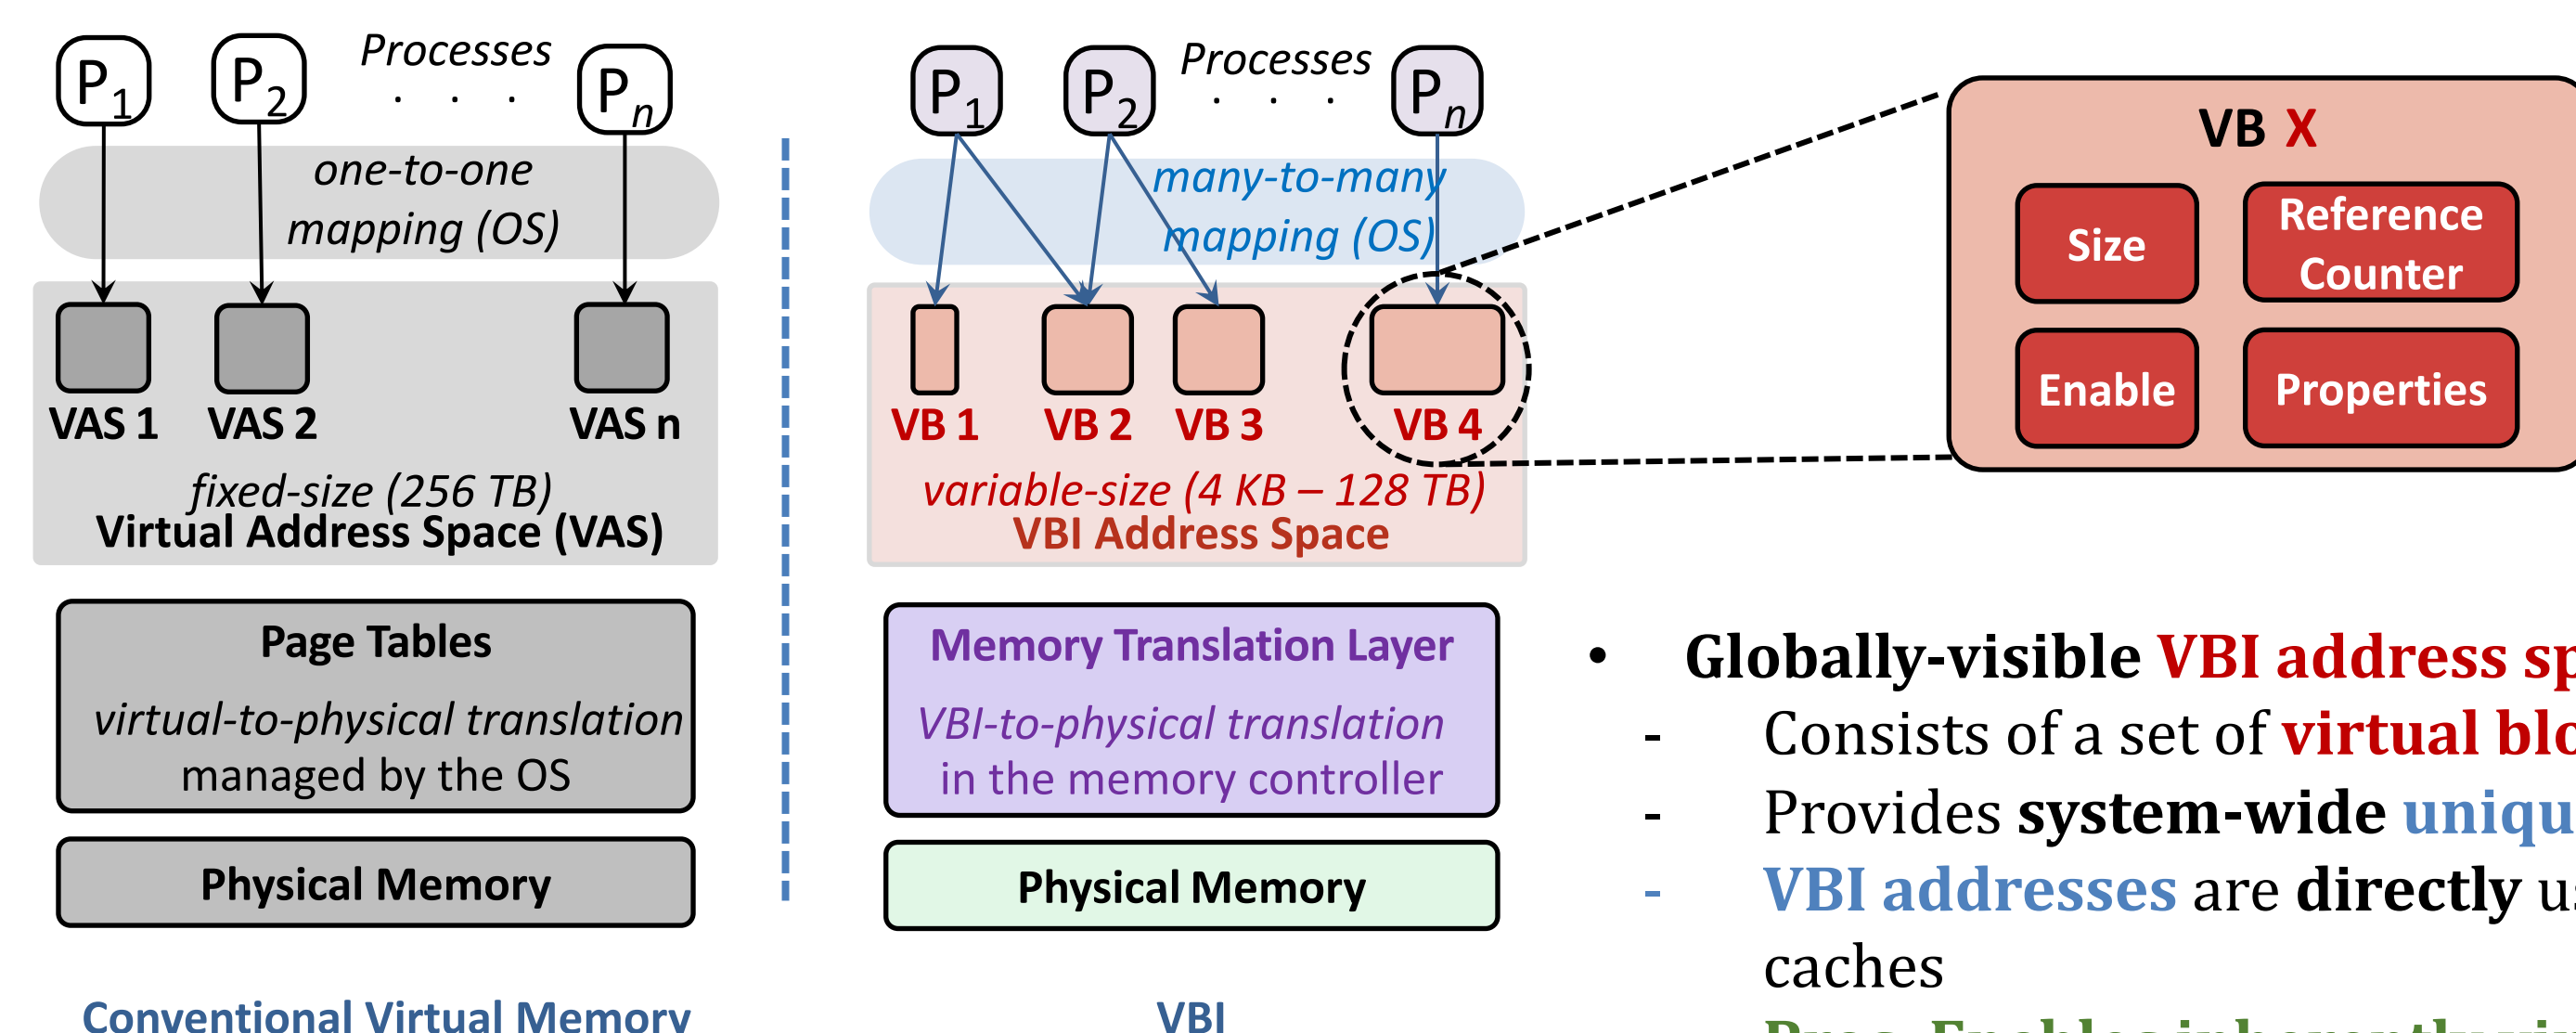 P1 P2 Processes Pn
. . .
one-to-one
mapping (OS)
VAS 1 VAS 2 VAS n
fixed-size (256 TB)
Virtual Address Space (VAS)
Page Tables
virtual-to-physical translation
managed by the OS
Physical Memory
Conventional Virtual Memory
P1 P2 Processes Pn
. . .
many-to-many
mapping (OS)
VB 1 VB 2 VB 3 VB 4
variable-size (4 KB – 128 TB)
VBI Address Space
Memory Translation Layer
VBI-to-physical translation
in the memory controller
Physical Memory
VBI
VB X
Size
Reference
Counter
Enable
Properties
• Globally-visible VBI address
- Consists of a set of virtual
- Provides system-wide
- VBI addresses are directly
caches